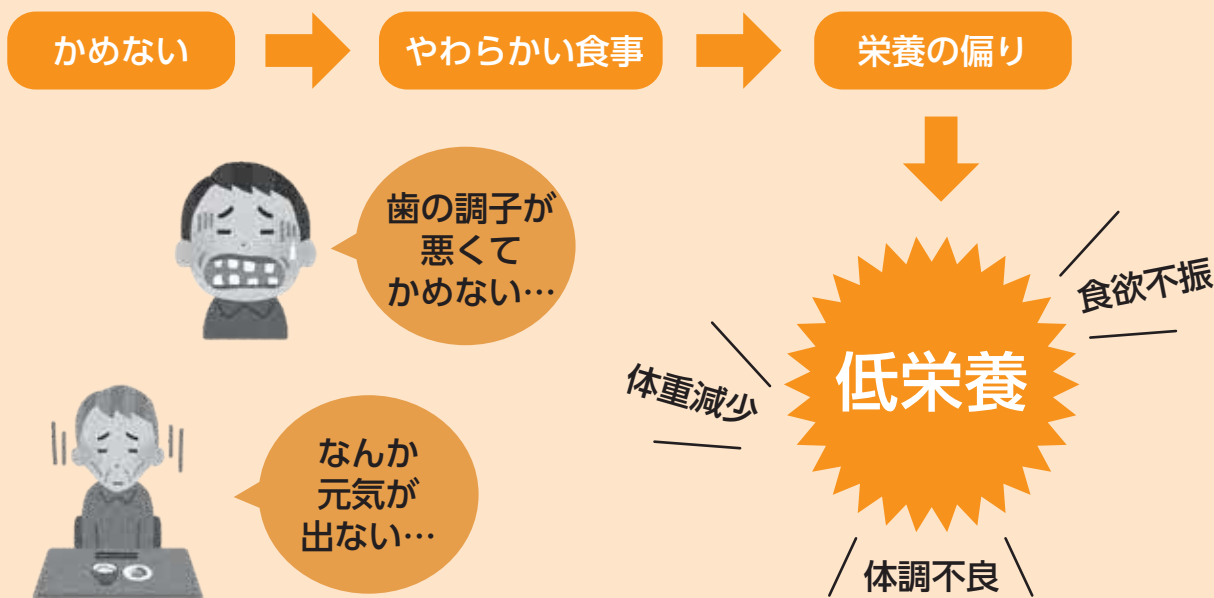 かめない
やわらかい食事
栄養の偏り
歯の調子が
悪くて
かめない…
食欲不振
低栄養
体重減少
なんか
元気が
出ない…
体調不良